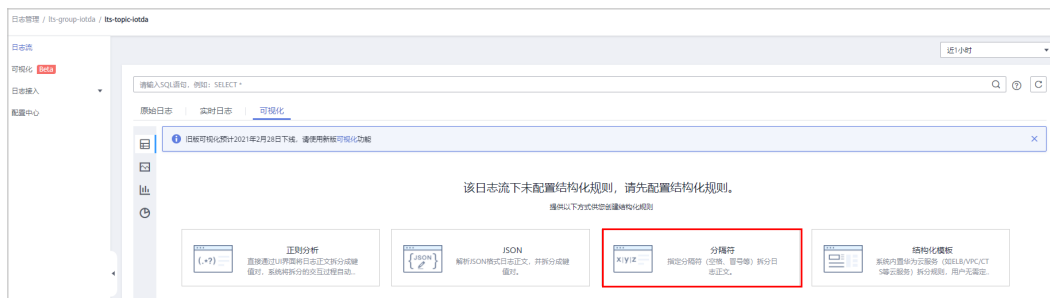 日志管理 / lts-group-iotda / lts-topic-iotda
日志流
近1小时
可视化 Beta
请输入SQL语句，例如：SELECT *
日志接入
原始日志 实时日志 可视化
配置中心
旧版可视化预计2021年2月28日下线，请使用新版可视化功能
该日志流下未配置结构化规则，请先配置结构化规则。
提供以下方式供您创建结构化规则
正则分析
(.*?)
直接通过UI界面将日志正文拆分成键
值对，系统将拆分的交互过程自动...
JSON
{JSON}
解析JSON格式日志正文，并拆分成键
值对。
分隔符
x|y|z
指定分隔符（空格、冒号等）拆分日
志正文。
结构化模板
系统内置华为云服务（如ELB/VPC/CT
S等云服务）拆分规则，用户无需定...